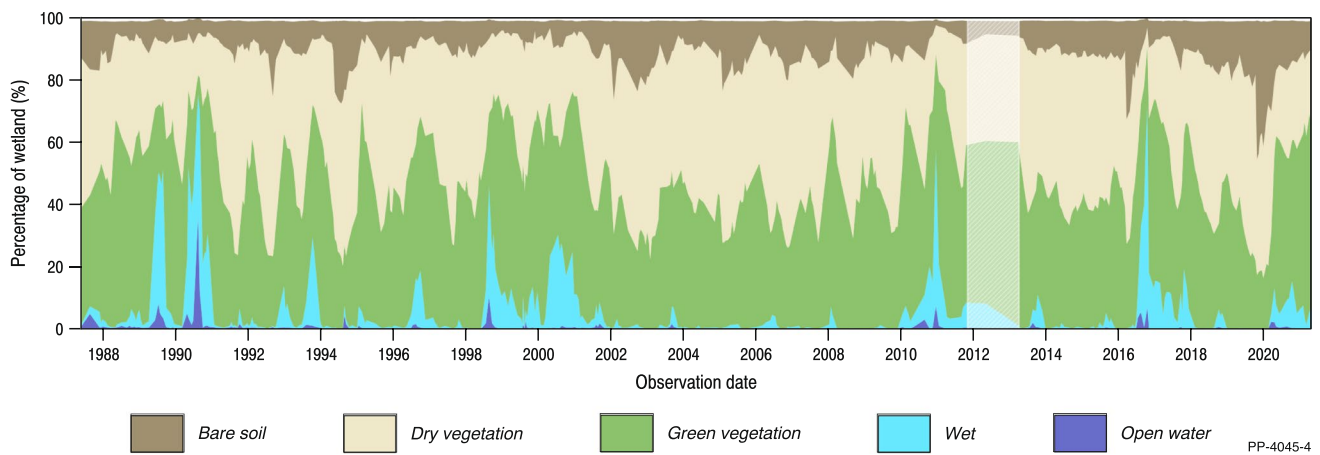 Percentage of wetland (%)
100
80
60
40
20
0
1988 1990 1992 1994 1996 1998 2000 2002 2004 2006 2008 2010 2012 2014 2016 2018 2020
Observation date
Bare soil Dry vegetation Green vegetation Wet Open water
PP-4045-4